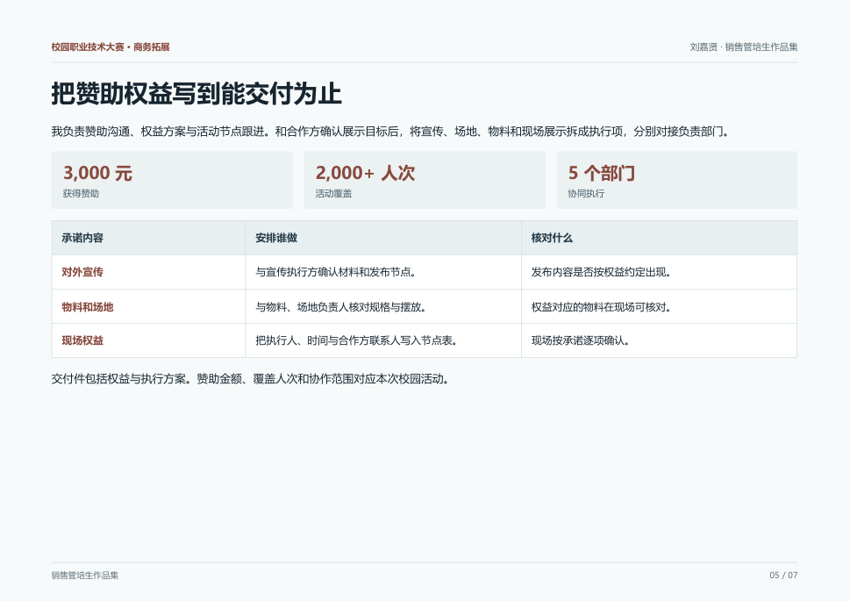 校园职业技术大赛 · 商务拓展
刘嘉贤 · 销售管培生作品集
把赞助权益写到能交付为止
我负责赞助沟通、权益方案与活动节点跟进。和合作方确认展示目标后，将宣传、场地、物料和现场展示拆成执行项，分别对接负责部门。
3,000 元
获得赞助
2,000+ 人次
活动覆盖
5 个部门
协同执行
承诺内容 安排谁做 核对什么
对外宣传 与宣传执行方确认材料和发布节点。 发布内容是否按权益约定出现。
物料和场地 与物料、场地负责人核对规格与摆放。 权益对应的物料在现场可核对。
现场权益 把执行人、时间与合作方联系人写入节点表。 现场按承诺逐项确认。
交付件包括权益与执行方案。赞助金额、覆盖人次和协作范围对应本次校园活动。
销售管培生作品集
05 / 07